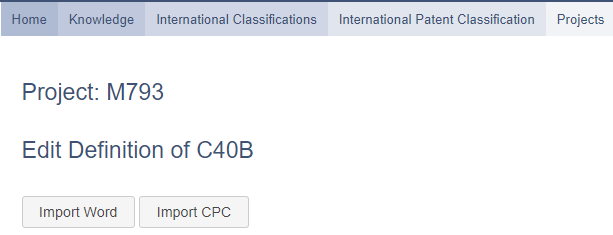 Home Knowledge International Classifications International Patent Classification Projects
Project: M793
Edit Definition of C40B
Import Word Import CPC